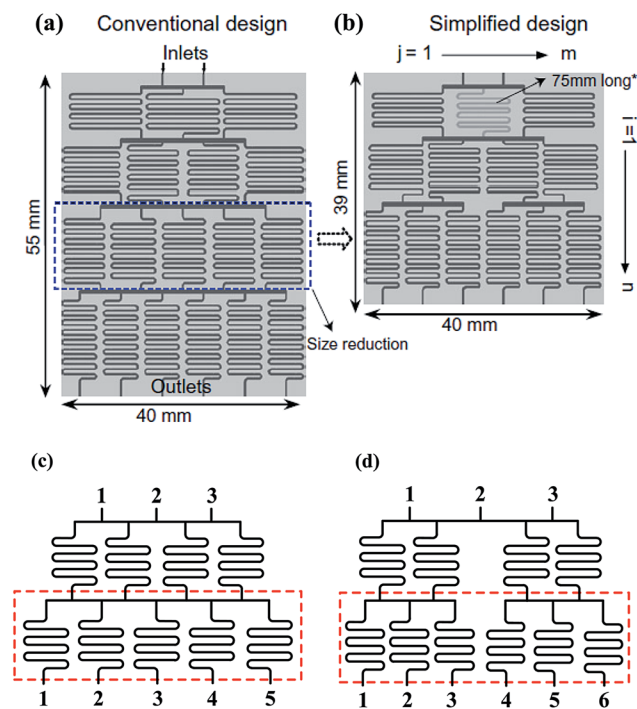 (a) Conventional design
Inlets
55 mm
Outlets
40 mm
Size reduction
(b) Simplified design
j = 1 m
75mm long*
i=1
n
39 mm
40 mm
(c)
1 2 3
1 2 3 4 5
(d)
1 2 3
1 2 3 4 5 6